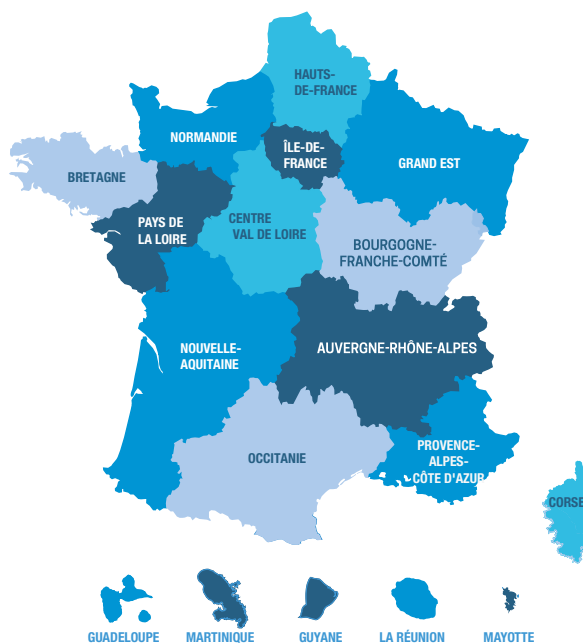 HAUTS-
DE-FRANCE
NORMANDIE
ÎLE-DE-
FRANCE
GRAND EST
BRETAGNE
PAYS DE
LA LOIRE
CENTRE
VAL DE LOIRE
BOURGOGNE-
FRANCHE-COMTÉ
NOUVELLE-
AQUITAINE
AUVERGNE-RHÔNE-ALPES
OCCITANIE
PROVENCE-
ALPES-
CÔTE D'AZUR
CORSE
GUADELOUPE
MARTINIQUE
GUYANE
LA RÉUNION
MAYOTTE